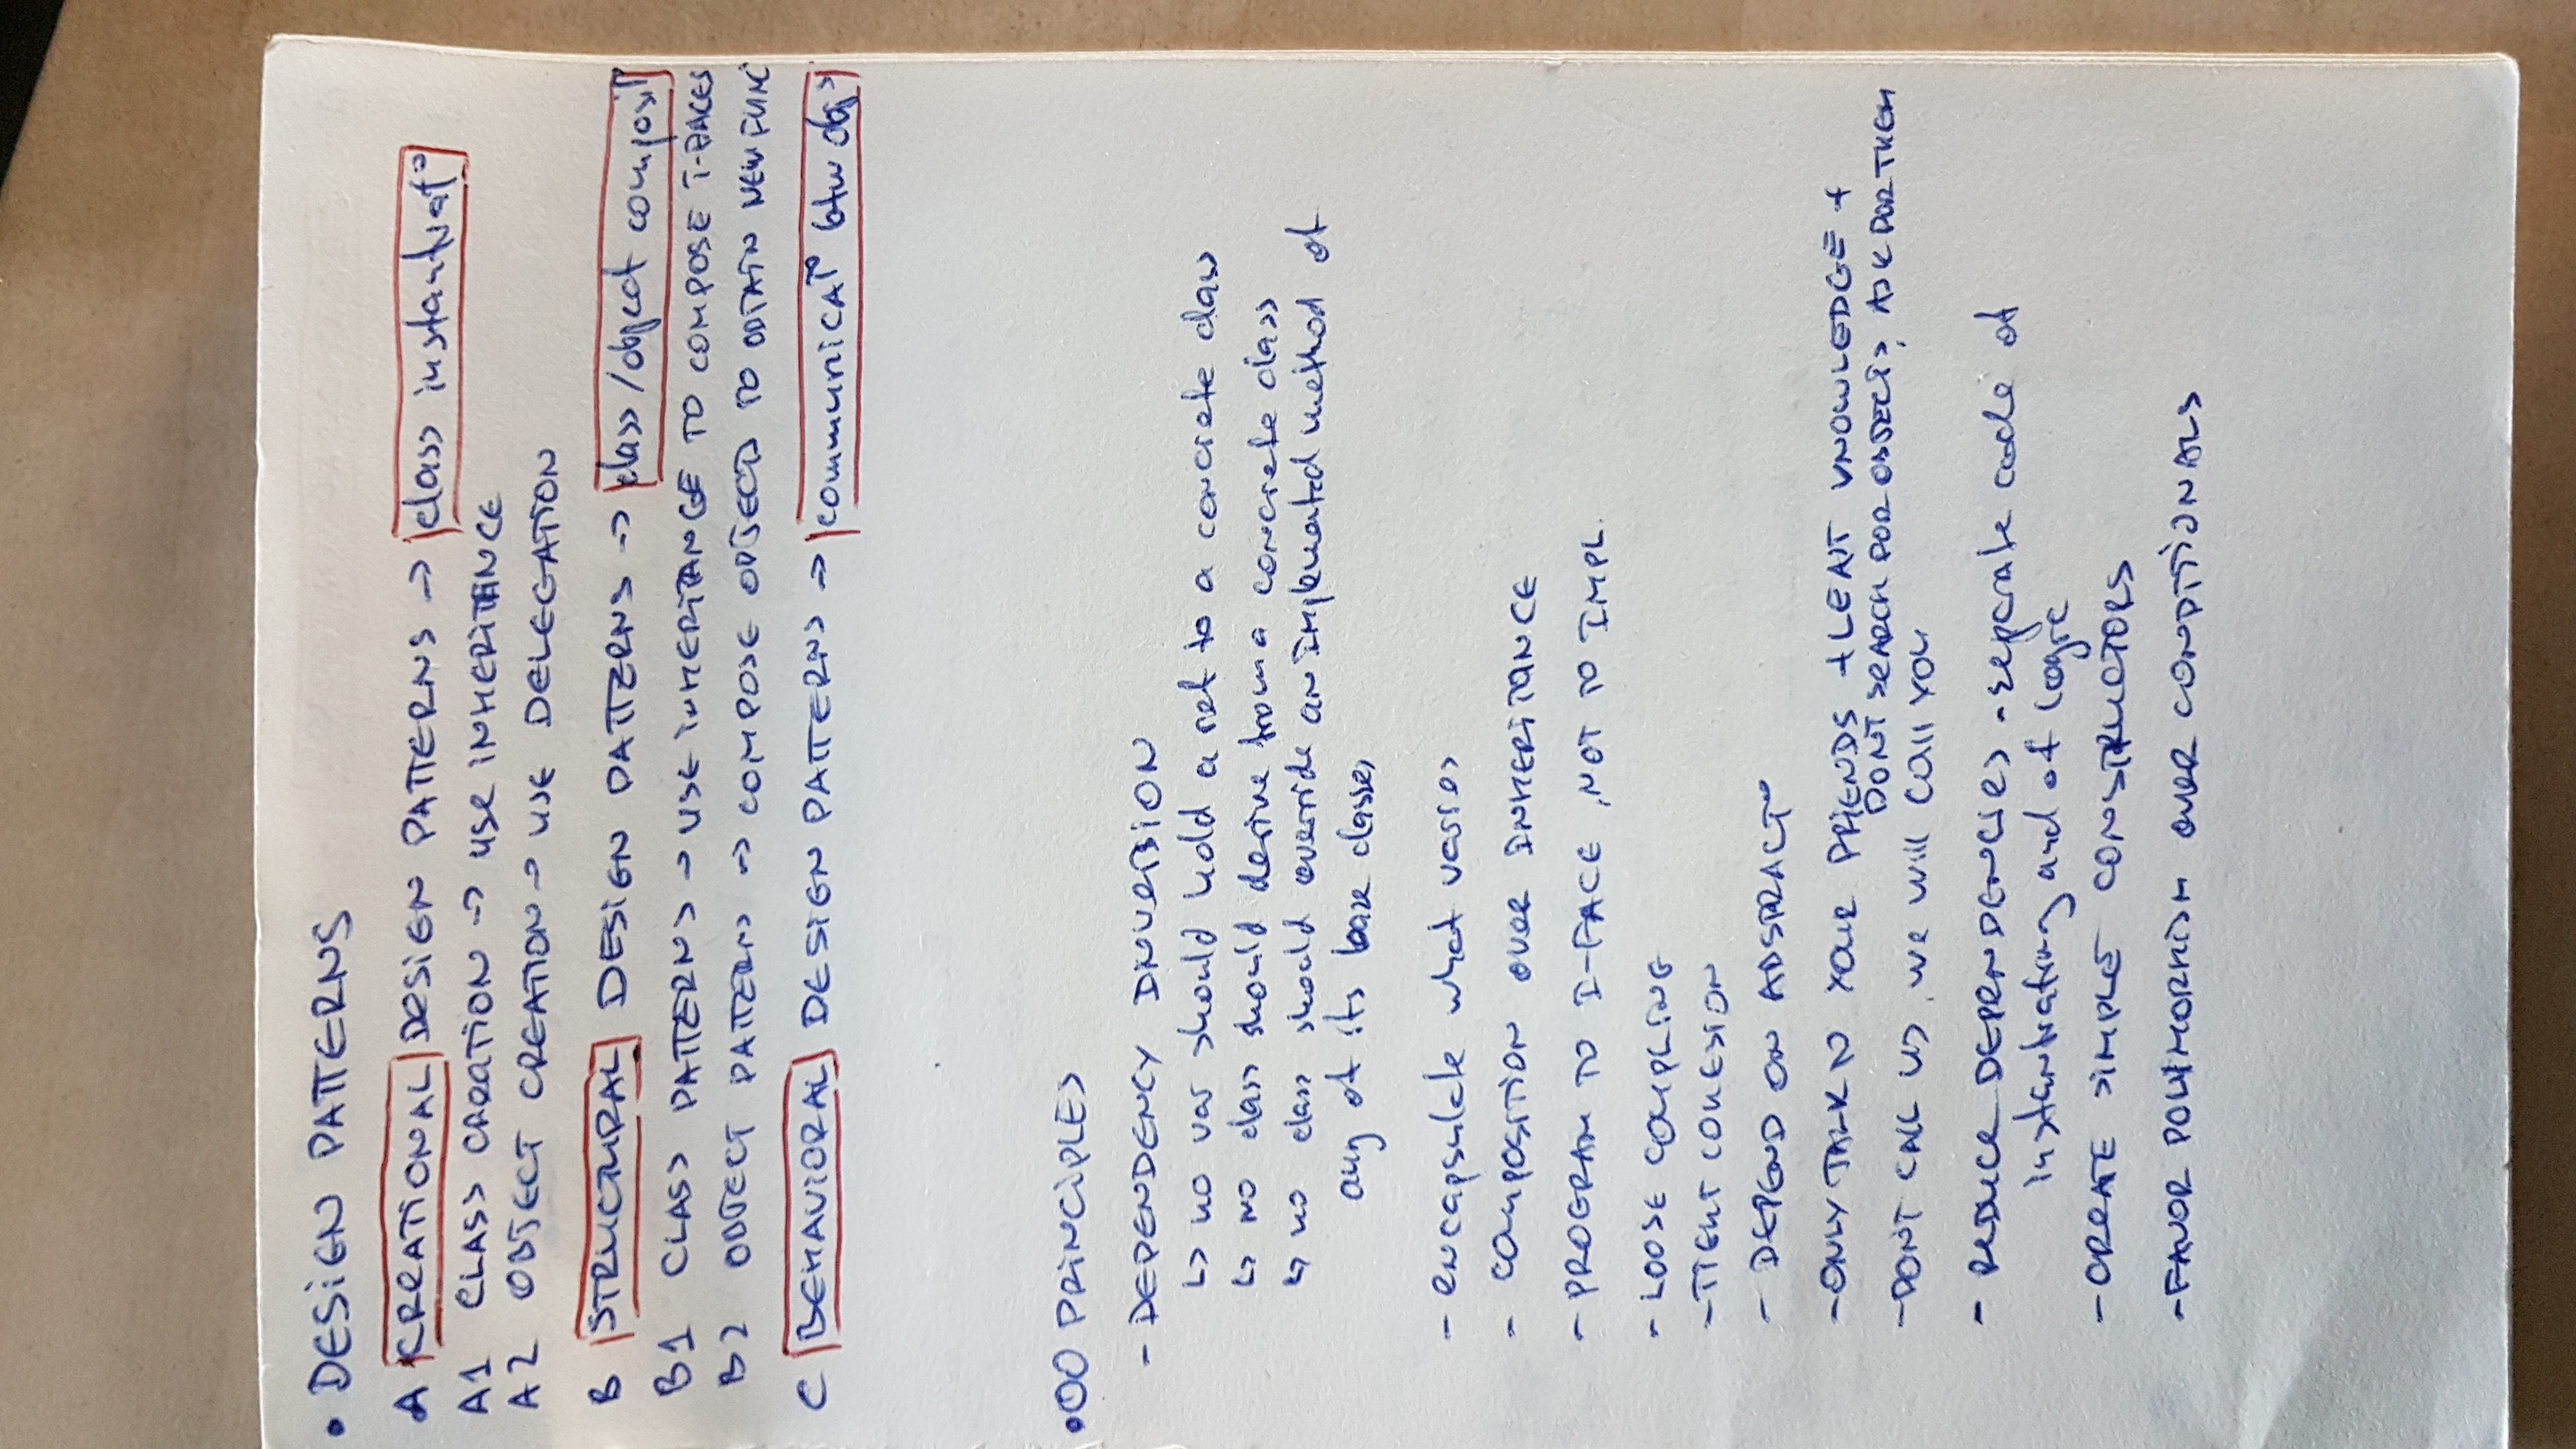 • DESIGN PATTERNS
A CREATIONAL DESIGN PATTERNS → class instantiat°
A1 CLASS CREATION → USE INHERITANCE
A2 OBJECT CREATION → USE DELEGATION
B STRUCTURAL DESIGN PATTERNS → class/object composit°
B1 CLASS PATTERNS → USE INHERITANCE TO COMPOSE I-FACES
B2 OBJECT PATTERNS → COMPOSE OBJECTS TO OBTAIN NEW FUNC
C BEHAVIORAL DESIGN PATTERNS → COMMUNICAT° btw obj
• OO PRINCIPLES
- DEPENDENCY INVERSION
↳ no var should hold a ref to a concrete class
↳ no class should derive from a concrete class
↳ no class should override an implemented method of
any of its base classes
- encapsulate what varies
- COMPOSITION OVER INHERITANCE
- PROGRAM TO I-FACE, NOT TO IMPL.
- LOOSE COUPLING
- TIGHT COHESION
- DEPEND ON ABSTRACT°
- ONLY TALK TO YOUR FRIENDS + LEAST KNOWLEDGE +
DONT SEARCH FOR OBJECTS, ASK FOR THEM
- DON'T CALL US, WE WILL CALL YOU
- REDUCE DEPENDENCIES - separate code of
instantiating and of logic
- CREATE SIMPLE CONSTRUCTORS
- FAVOR POLYMORHISM OVER CONDITIONALS